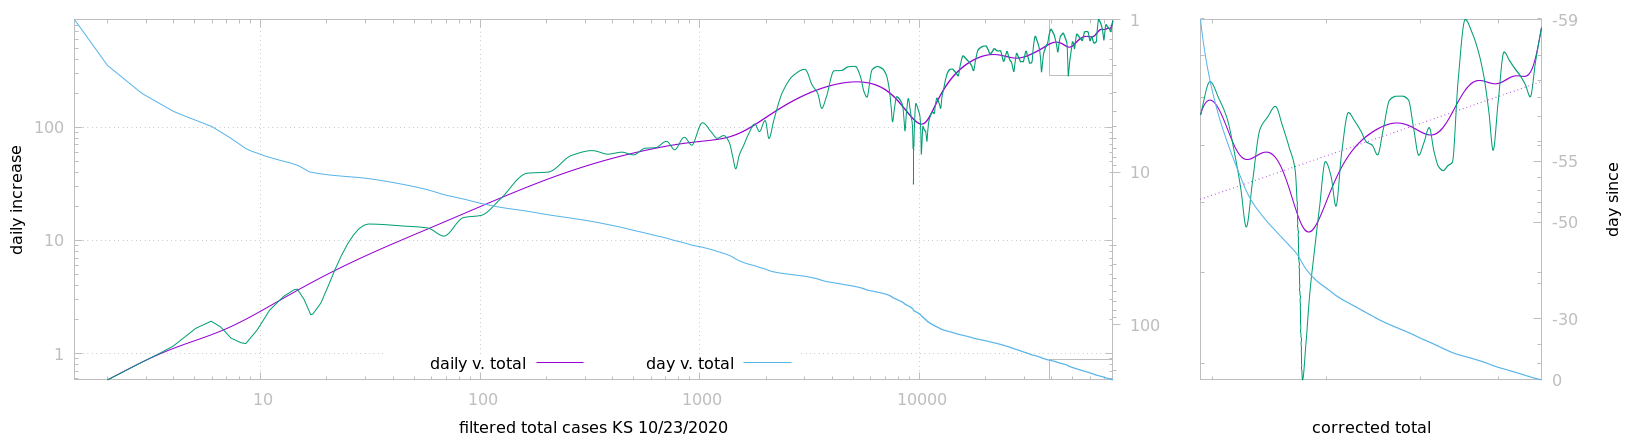 daily increase
100
10
1
10
100
1000
10000
filtered total cases KS 10/23/2020
daily v. total
day v. total
1
10
100
-59
-55
-50
-30
0
day since
corrected total